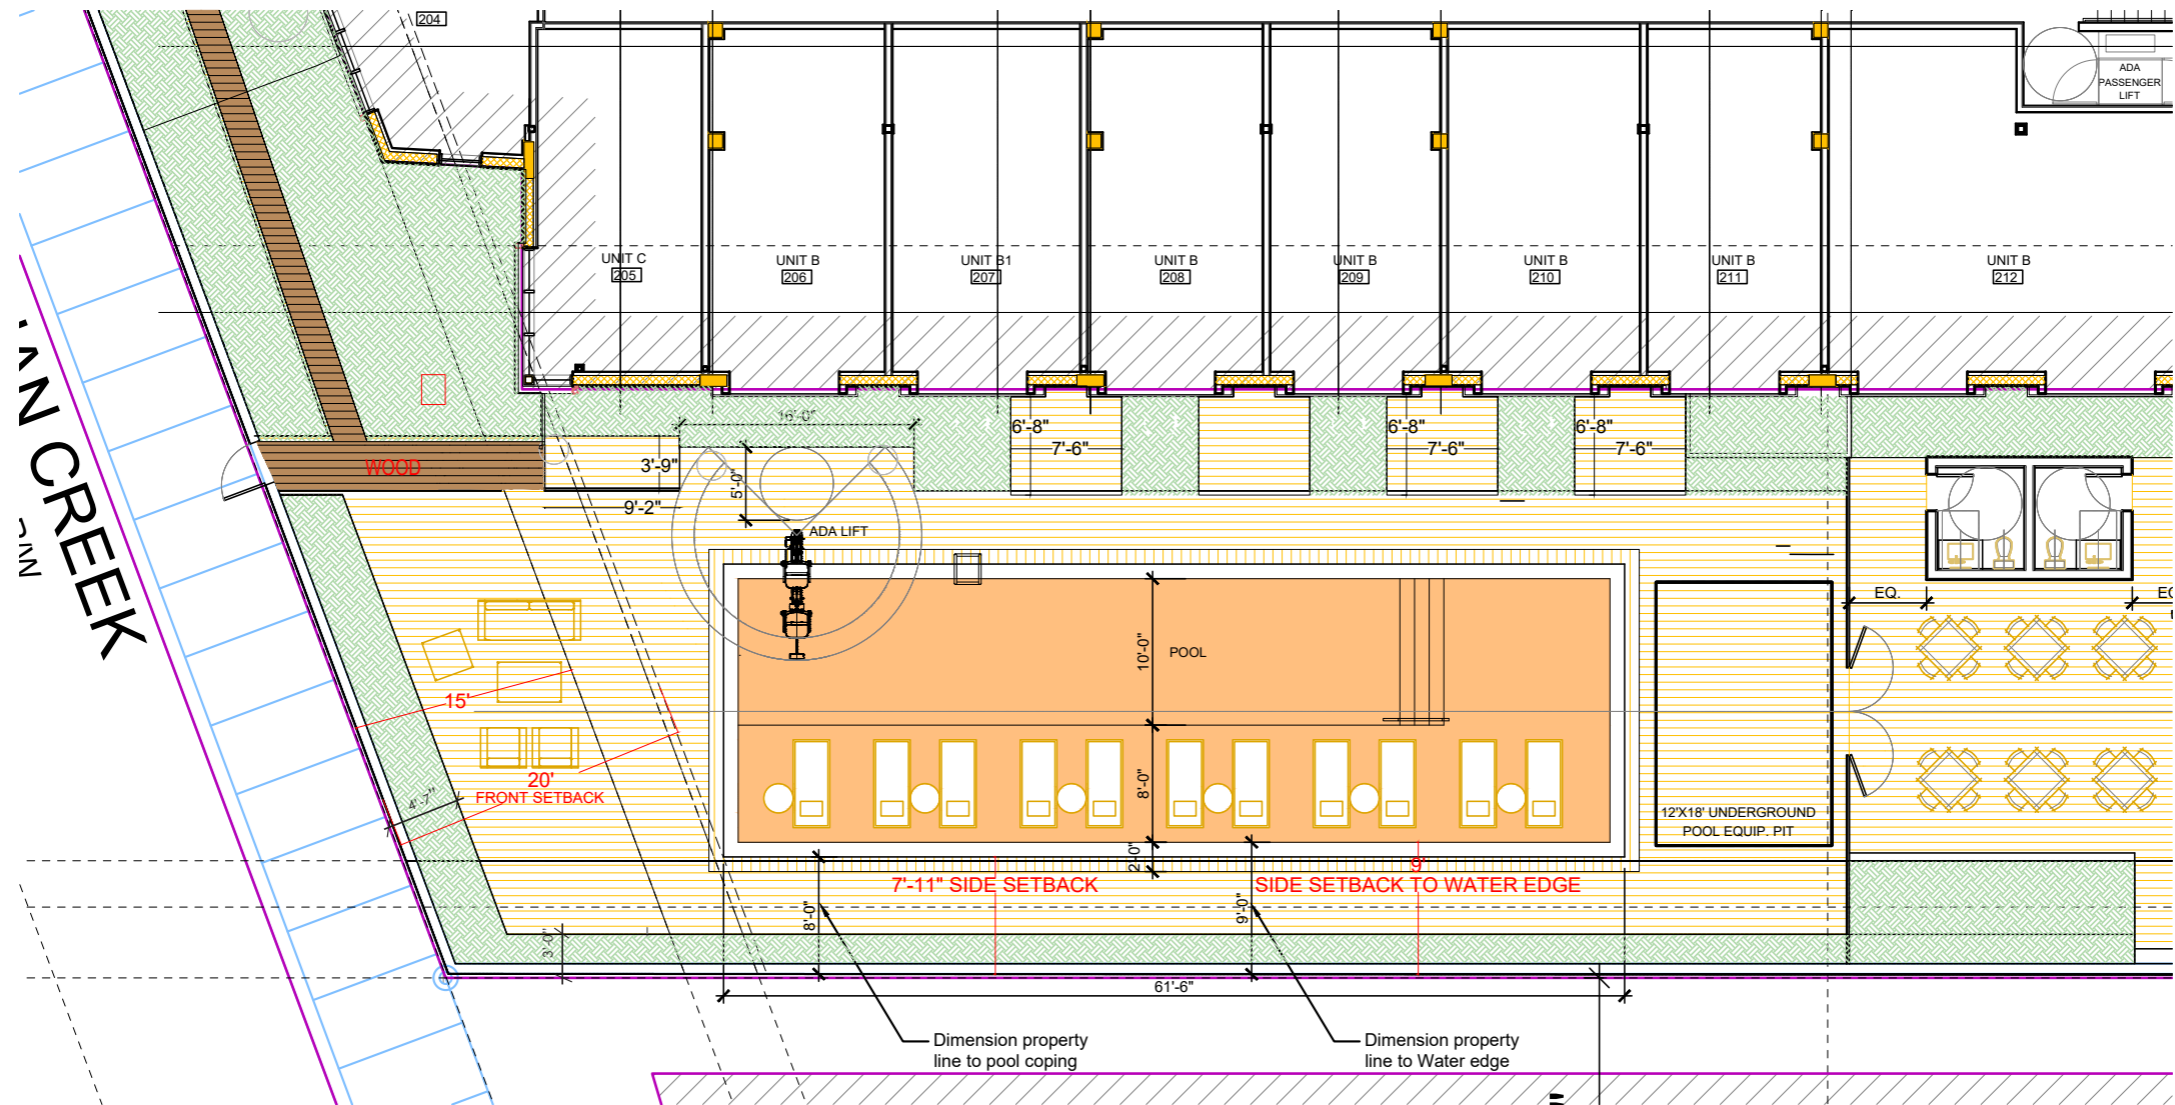 204
ADA
PASSENGER
LIFT
UNIT C
205
UNIT B
206
UNIT B1
207
UNIT B
208
UNIT B
209
UNIT B
210
UNIT B
211
UNIT B
212
CREEK
16'-0"
6'-8"
7'-6"
6'-8"
7'-6"
6'-8"
7'-6"
WOOD
3'-9"
9'-2"
5'-0"
ADA LIFT
EQ.
10'-0"
POOL
15'
20'
FRONT SETBACK
4'-7"
8'-0"
12'X18' UNDERGROUND
POOL EQUIP. PIT
2'-0"
7'-11" SIDE SETBACK
9'
SIDE SETBACK TO WATER EDGE
8'-0"
9'-0"
3'-0"
61'-6"
Dimension property
line to pool coping
Dimension property
line to Water edge